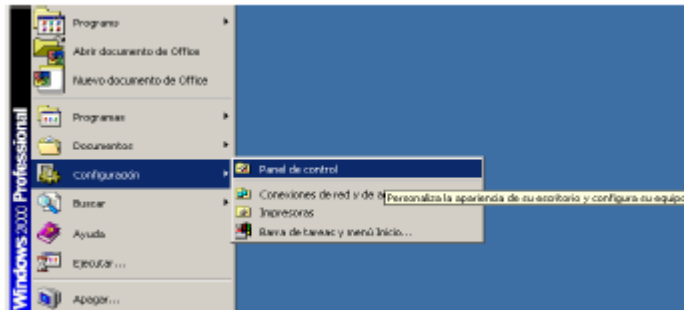 Windows 2000 Professional
Programs
Abrir documento de Office
Nuevo documento de Office
Programas
Documentos
Configuración
Buscar
Ayuda
Ejecutar...
Apagar...
Panel de control
Conexiones de red y de a
Personaliza la apariencia de su escritorio y configura su equipo
Impresoras
Barra de tareas y menú Inicio...